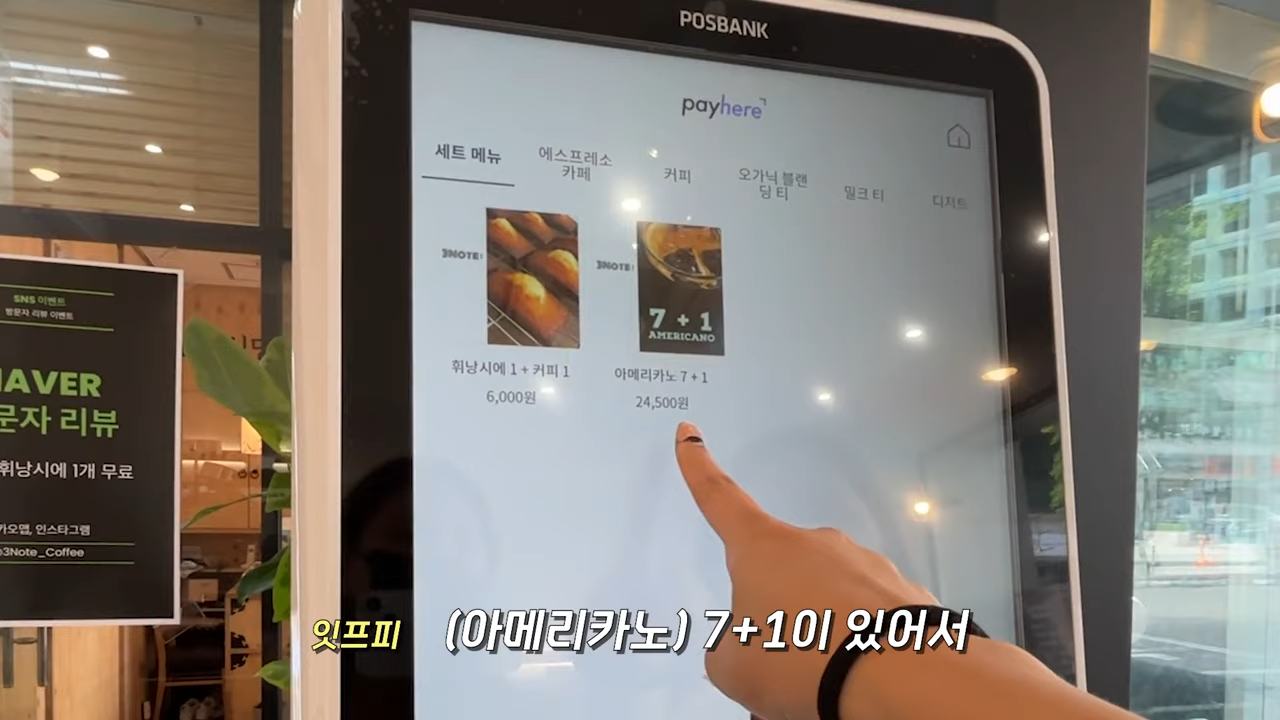 POSBANK
payhere
세트 메뉴
에스프레소
카페
커피
오가닉 블랜
딩 티
밀크 티
디저트
3NOTE
3NOTE
7 + 1
AMERICANO
휘낭시에 1 + 커피 1
6,000원
아메리카노 7 + 1
24,500원
SNS 이벤트
방문자 리뷰 이벤트
NAVER
문자 리뷰
휘낭시에 1개 무료
카오맵, 인스타그램
3Note_Coffee
잇프피 (아메리카노) 7+1이 있어서